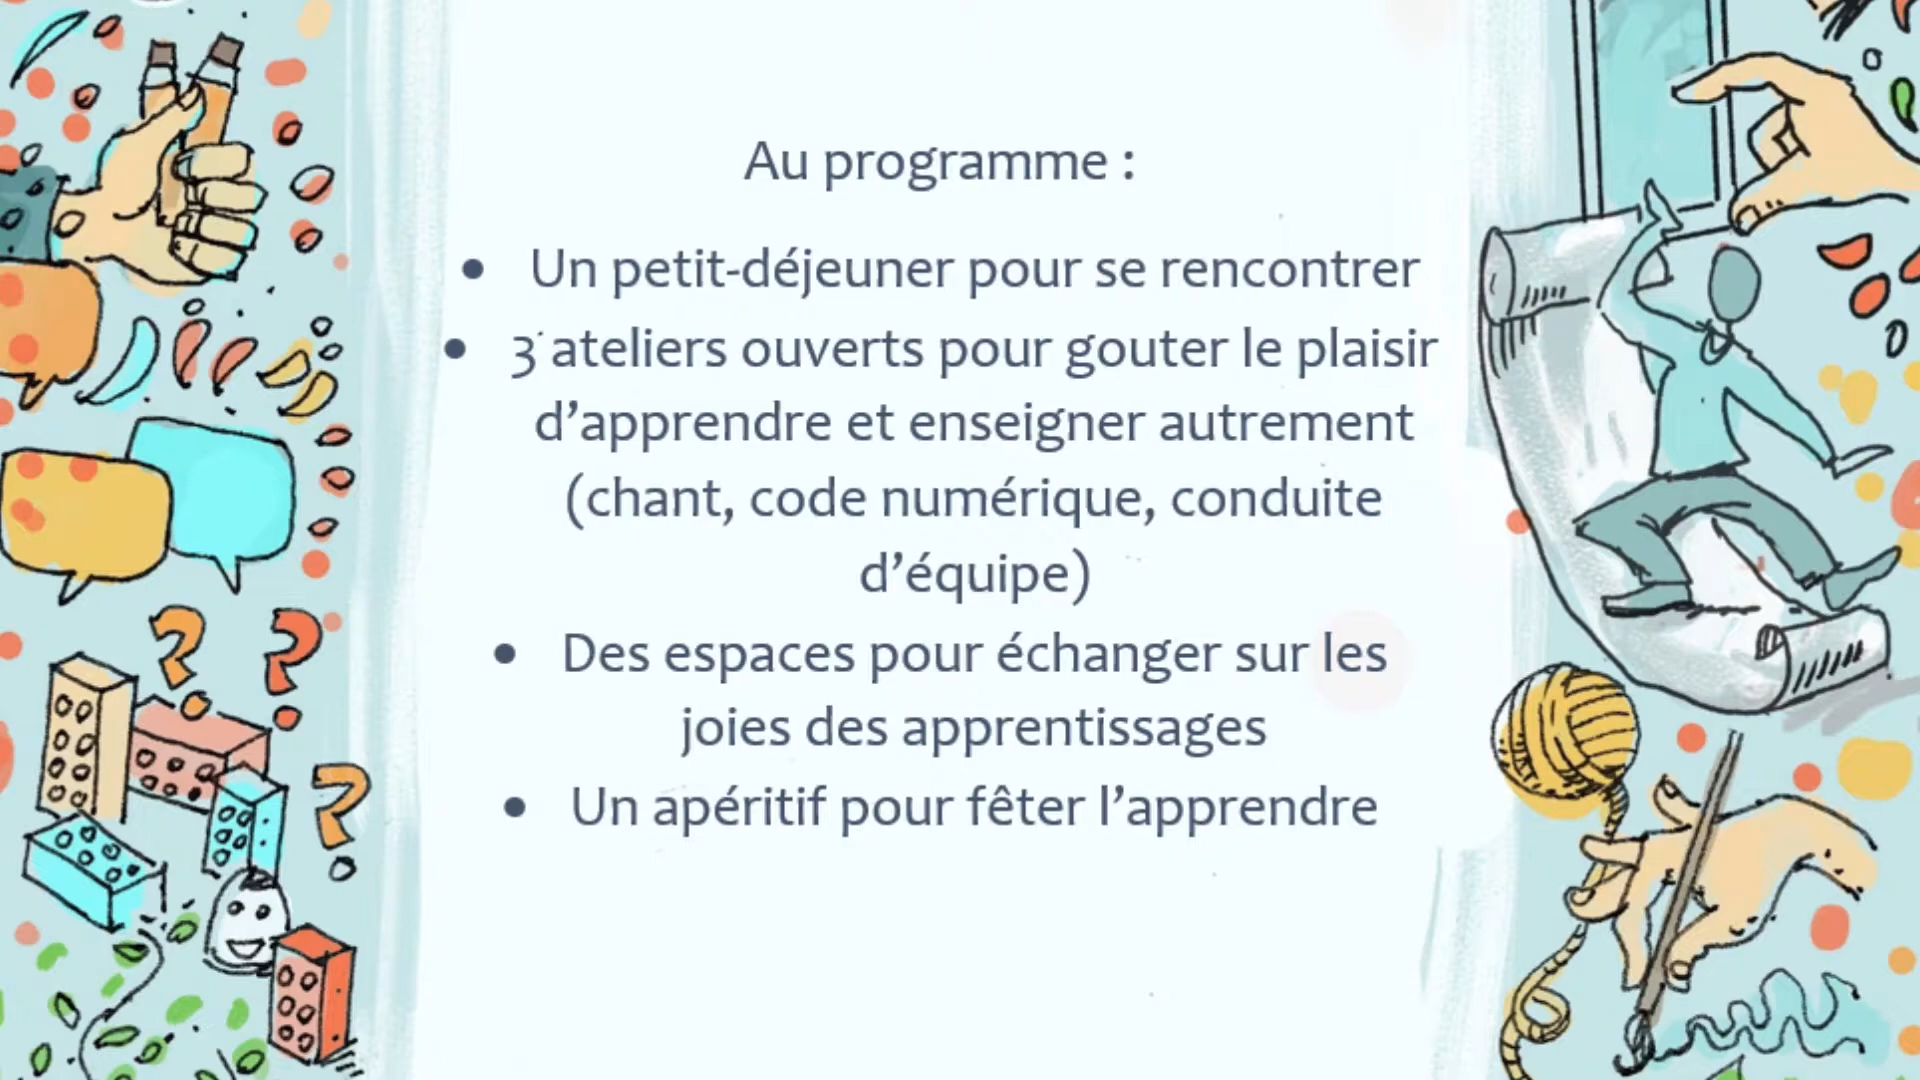 Au programme :
• Un petit-déjeuner pour se rencontrer
• 3 ateliers ouverts pour gouter le plaisir
d’apprendre et enseigner autrement
(chant, code numérique, conduite
d’équipe)
• Des espaces pour échanger sur les
joies des apprentissages
• Un apéritif pour fêter l’apprendre